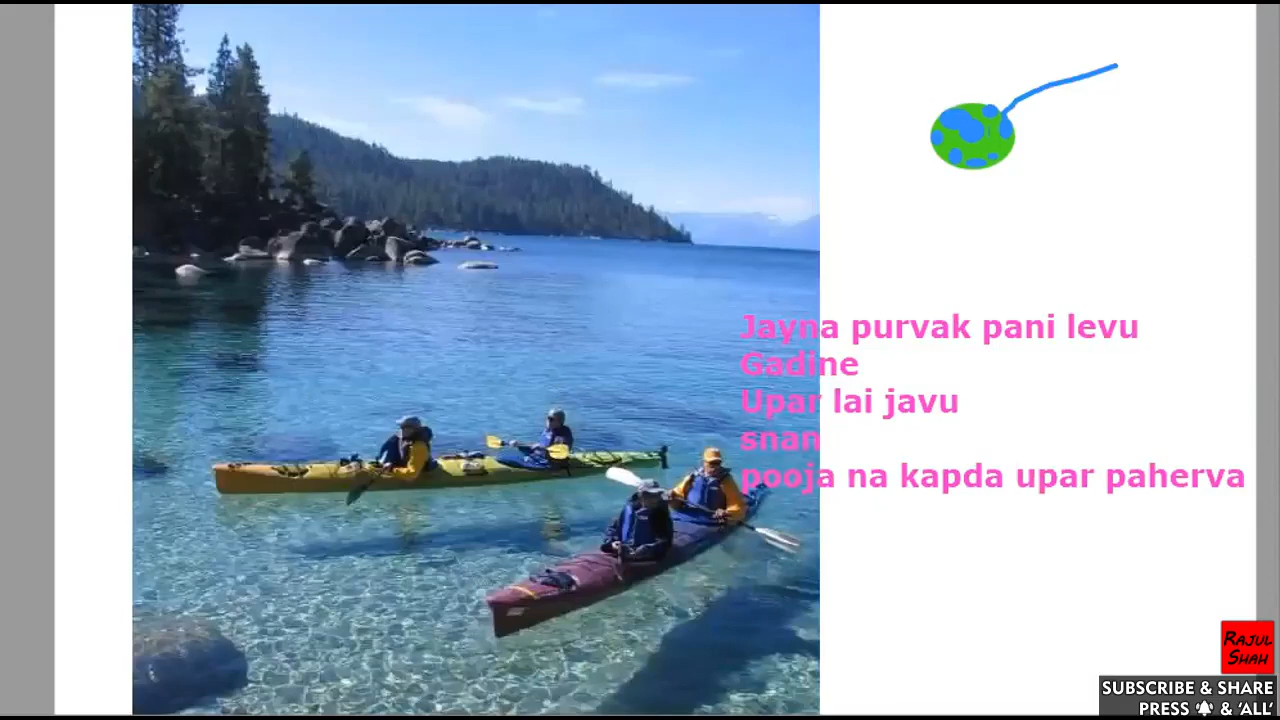 Jayna purvak pani levu
Gadine
Upar lai javu
snan
pooja na kapda upar paherva
RAJUL
SHAH
SUBSCRIBE & SHARE
PRESS 🔔 & ‘ALL’